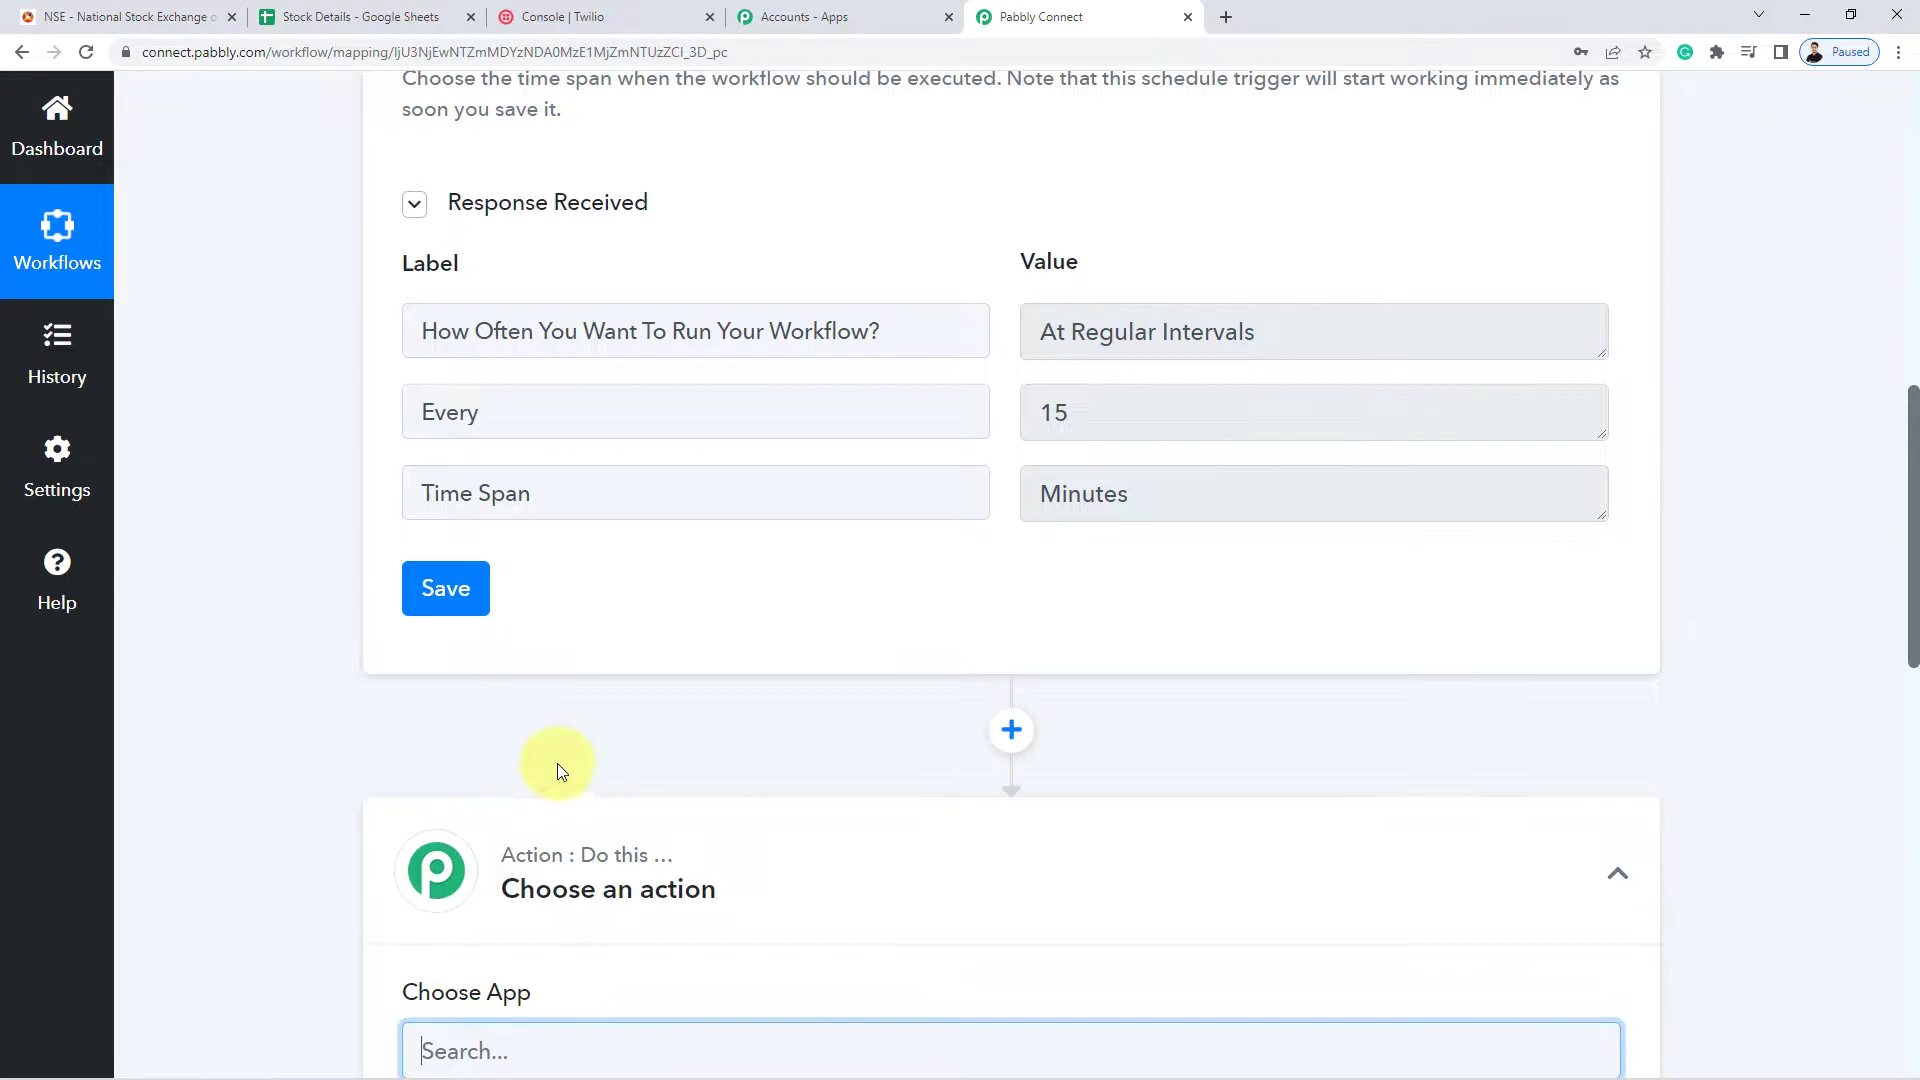 NSE - National Stock Exchange o
Stock Details - Google Sheets
Console | Twilio
Accounts - Apps
Pabbly Connect
connect.pabbly.com/workflow/mapping/IjU3NjEwNTZmMDYzNDA0MzE1MjZmNTUzZCI_3D_pc
Paused
Choose the time span when the workflow should be executed. Note that this schedule trigger will start working immediately as
soon you save it.
Dashboard
Workflows
History
Settings
Help
Response Received
Label
Value
How Often You Want To Run Your Workflow?
At Regular Intervals
Every
15
Time Span
Minutes
Save
Action : Do this ...
Choose an action
Choose App
Search...